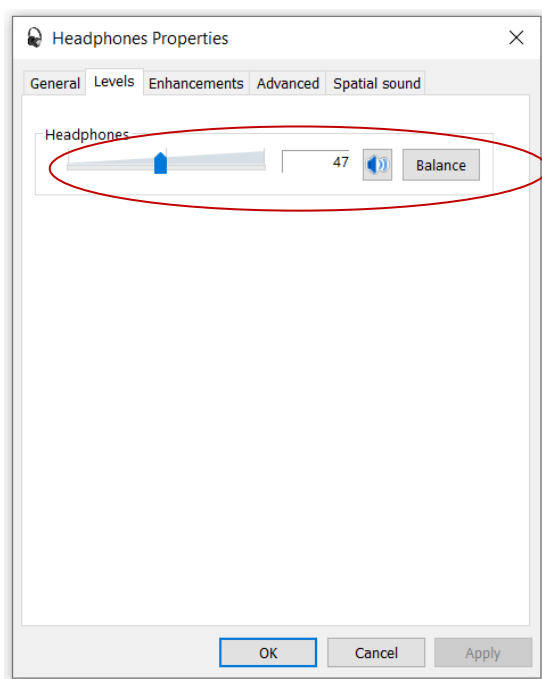 Headphones Properties
General Levels Enhancements Advanced Spatial sound
Headphones
47 Balance
OK Cancel Apply